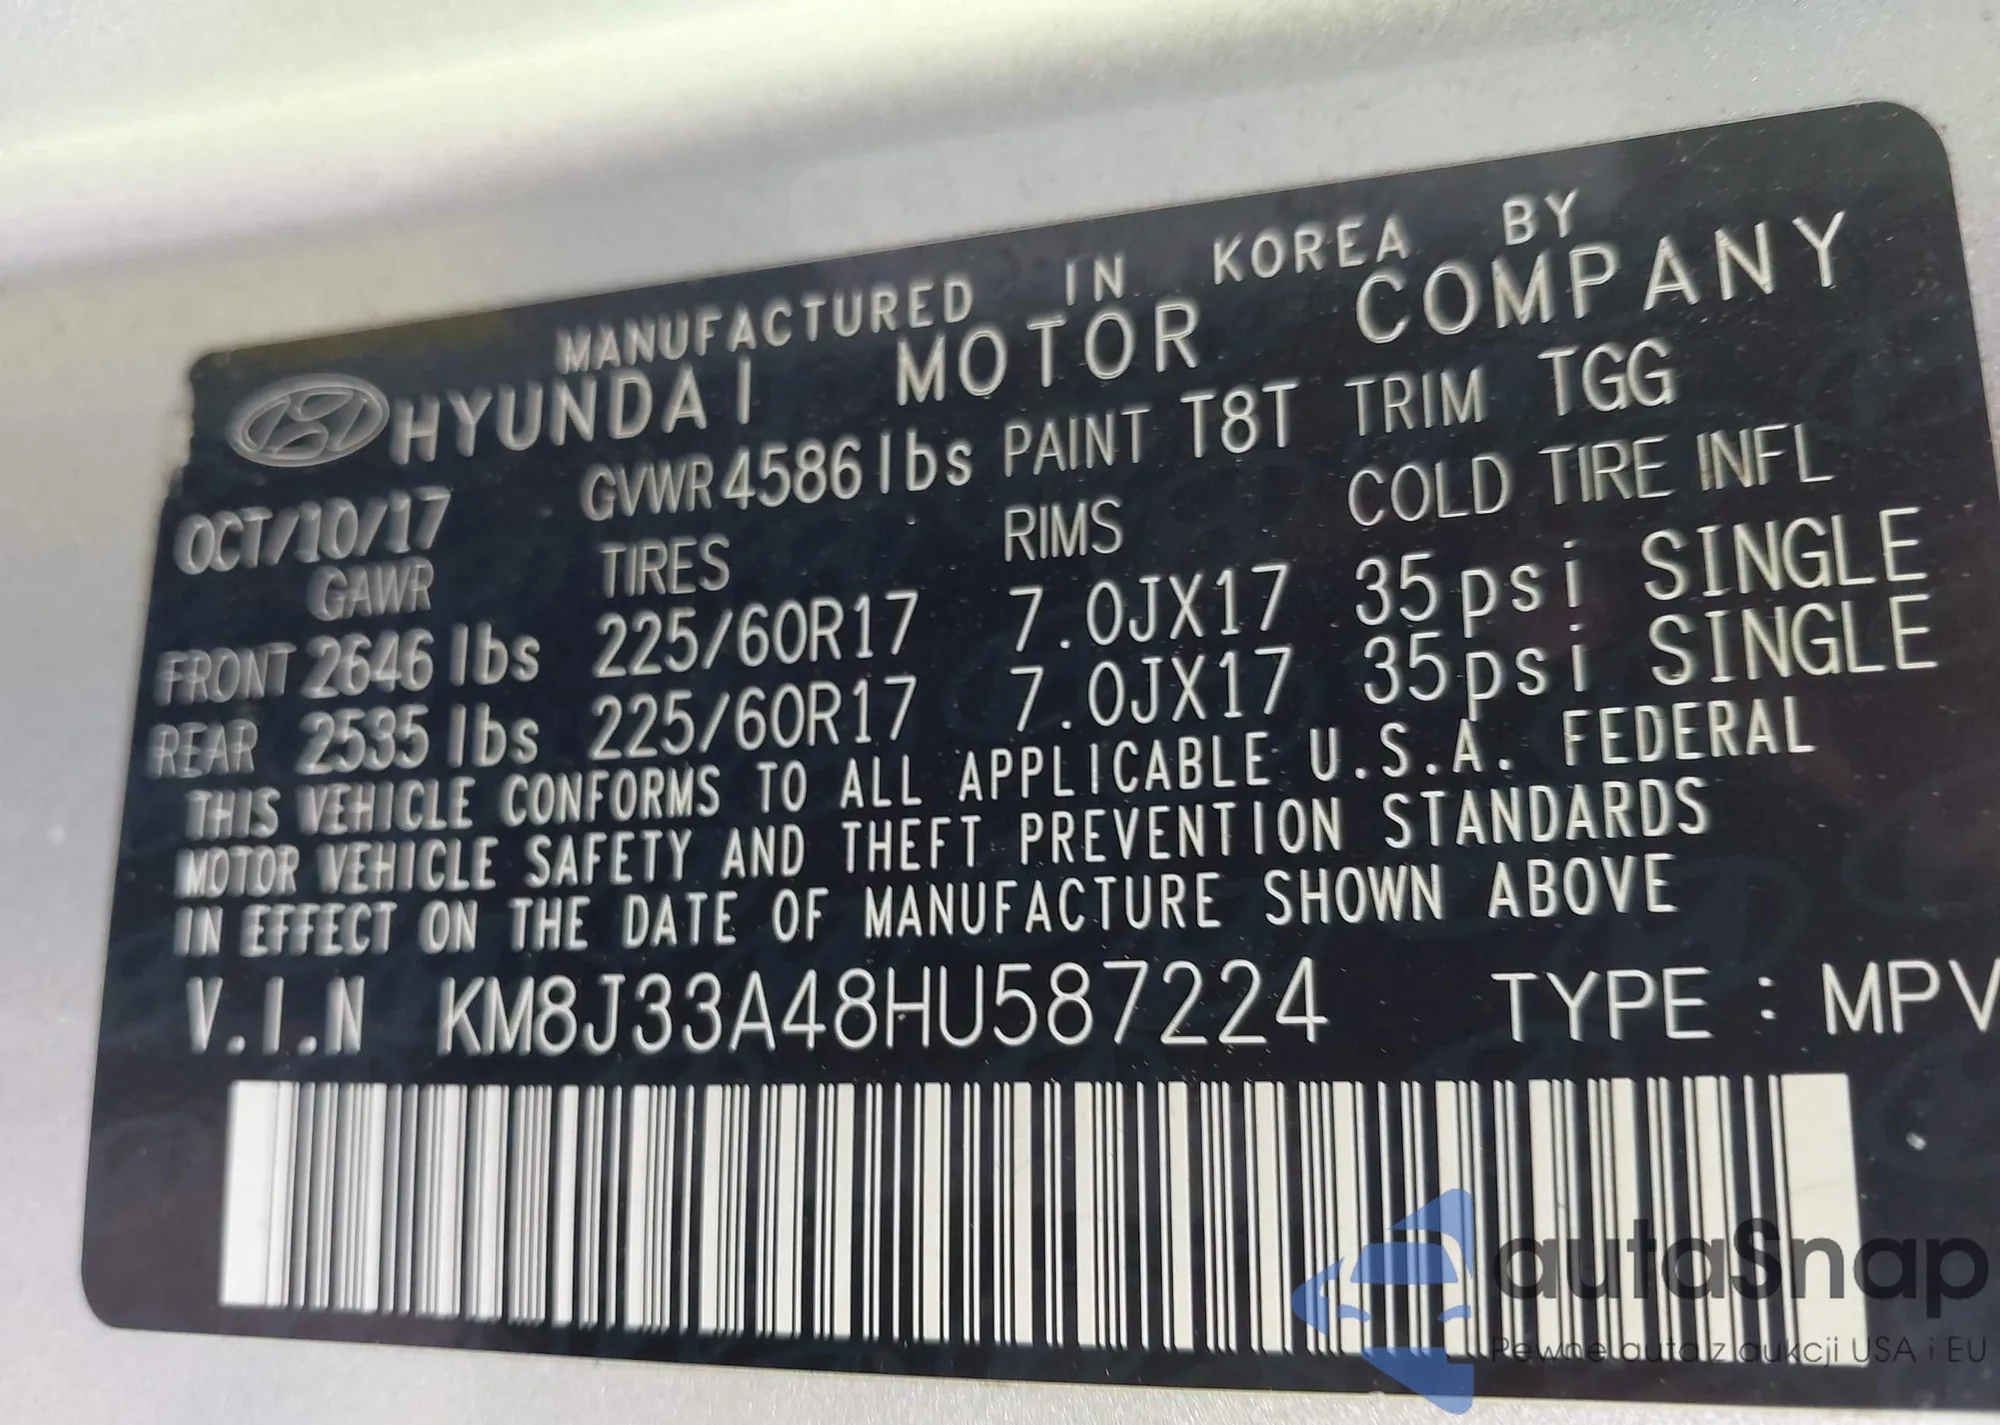 MANUFACTURED IN KOREA BY
HYUNDAI MOTOR COMPANY
OCT/10/17 GVWR 4586 lbs PAINT T8T TRIM TGG
GAWR TIRES RIMS COLD TIRE INFL
FRONT 2646 lbs 225/60R17 7.0JX17 35psi SINGLE
REAR 2535 lbs 225/60R17 7.0JX17 35psi SINGLE
THIS VEHICLE CONFORMS TO ALL APPLICABLE U.S.A. FEDERAL
MOTOR VEHICLE SAFETY AND THEFT PREVENTION STANDARDS
IN EFFECT ON THE DATE OF MANUFACTURE SHOWN ABOVE
V.I.N KM8J33A48HU587224 TYPE : MPV
autaSnap
Pewne auta z aukcji USA i EU